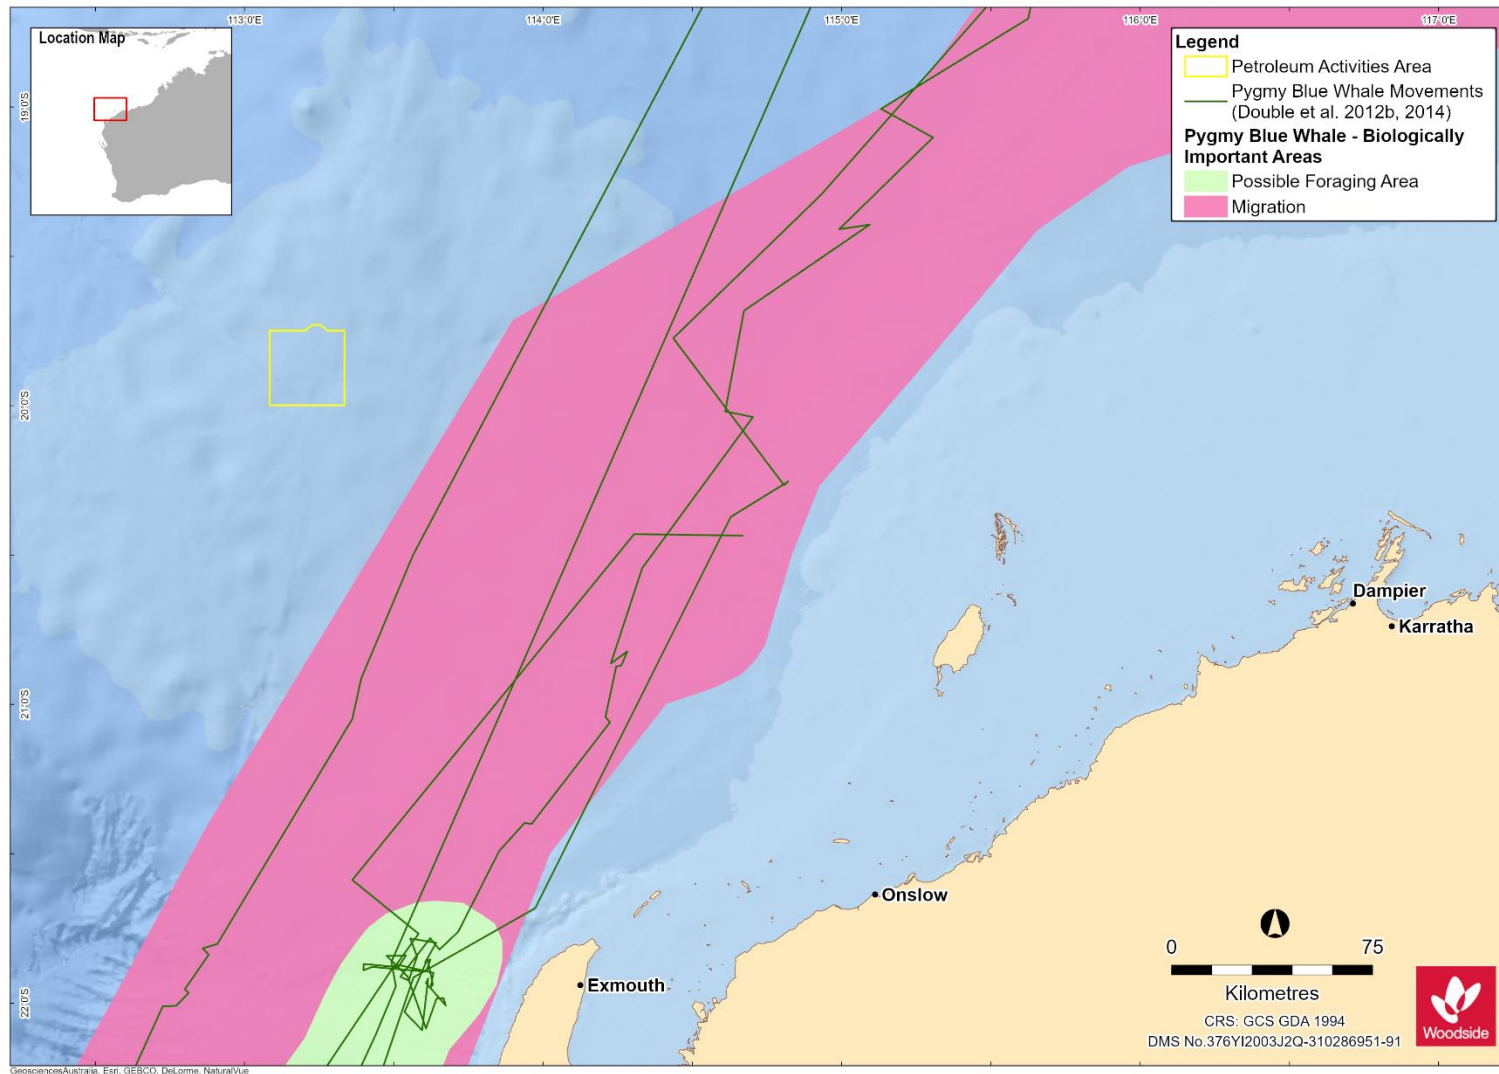 113°0'E
114°0'E
115°0'E
116°0'E
117°0'E
Location Map
Legend
Petroleum Activities Area
Pygmy Blue Whale Movements
(Double et al. 2012b, 2014)
Pygmy Blue Whale - Biologically
Important Areas
Possible Foraging Area
Migration
19°0'S
20°0'S
21°0'S
22°0'S
Dampier
Karratha
Onslow
Exmouth
0 75
Kilometres
CRS: GCS GDA 1994
DMS No.376YI2003J2Q-310286951-91
Woodside
GeosciencesAustralia, Esri, GEBCO, DeLorme, NaturalVue